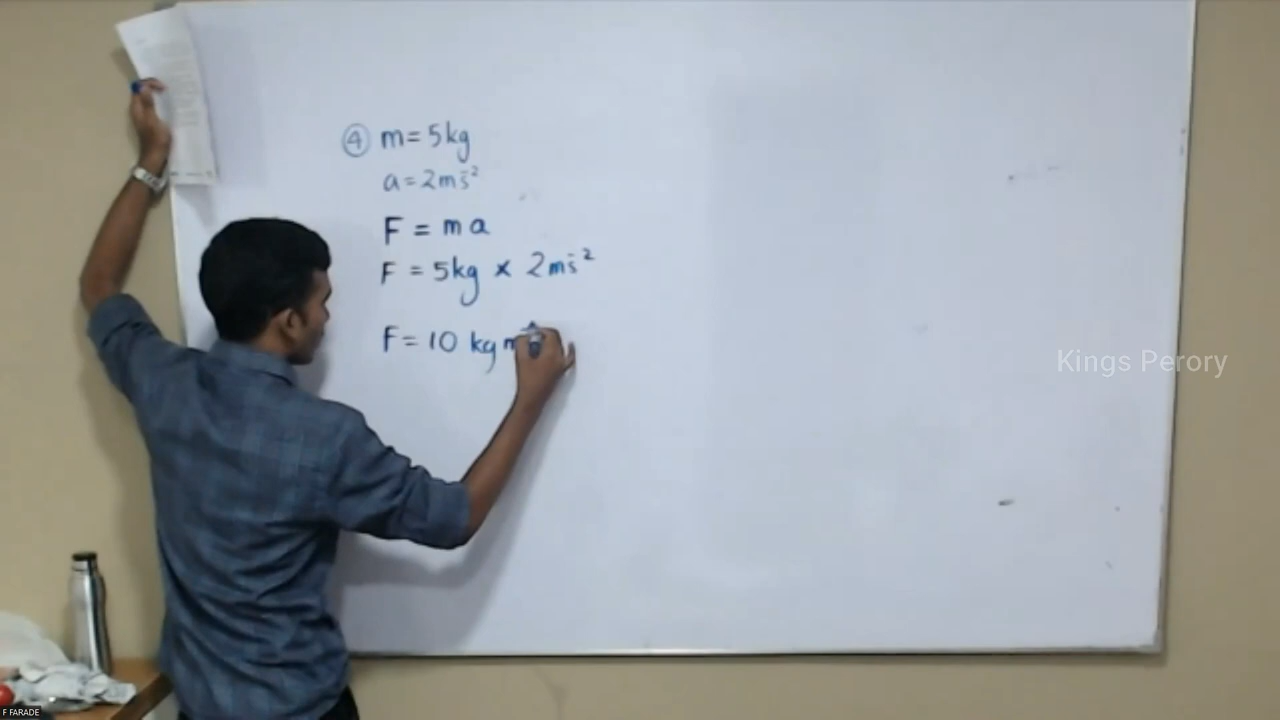 ④ m = 5kg
a = 2ms⁻²
F = ma
F = 5kg × 2ms⁻²
F = 10 kg m
Kings Perory
F FARADE